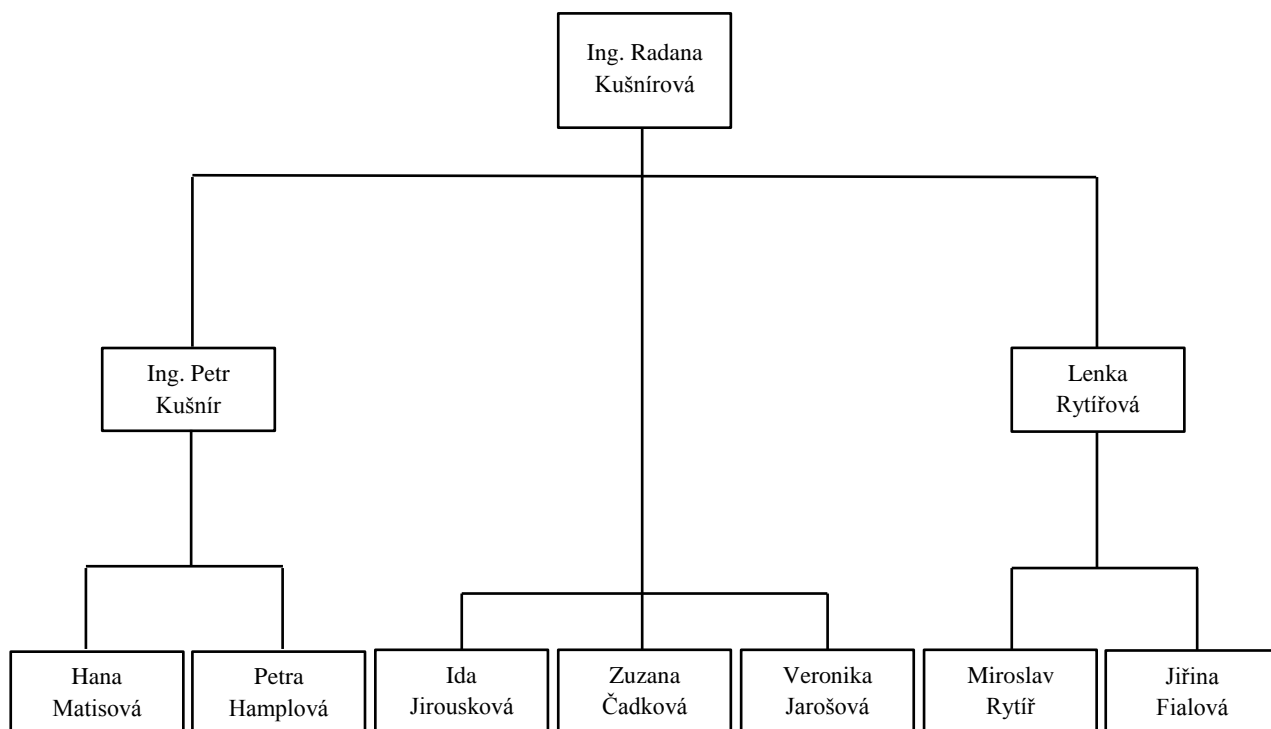 Ing. Radana
Kušnírová
Ing. Petr
Kušnír
Lenka
Rytířová
Hana
Matisová
Petra
Hamplová
Ida
Jirousková
Zuzana
Čadková
Veronika
Jarošová
Miroslav
Rytíř
Jiřina
Fialová